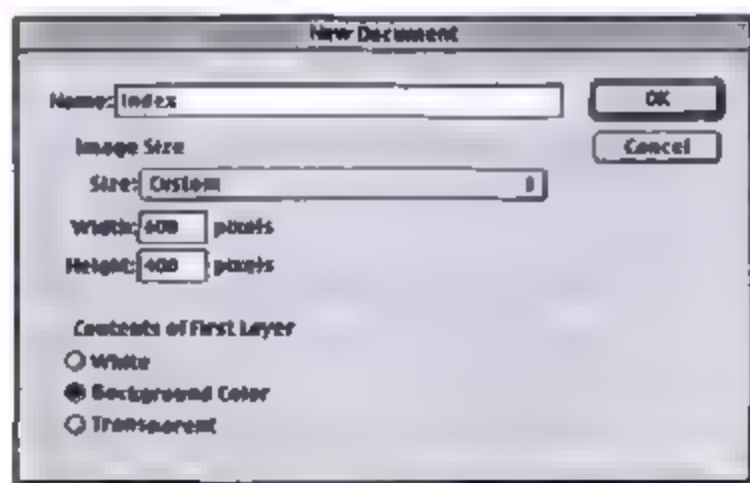 New Document
Name: Index
OK
Image Size
Cancel
Size: Custom
Width: 600 pixels
Height: 400 pixels
Contents of First Layer
White
Background Color
Transparent